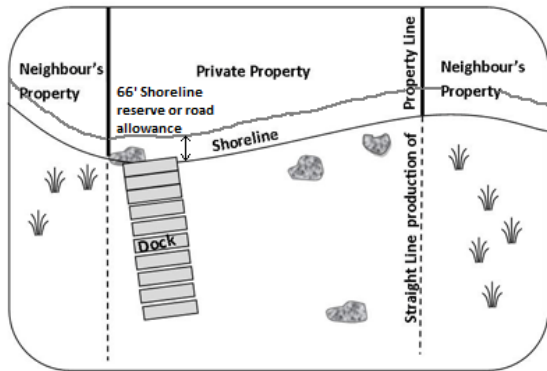 Neighbour's
Property
Private Property
Property Line
Neighbour's
Property
66' Shoreline
reserve or road
allowance
Shoreline
Dock
Straight Line production of